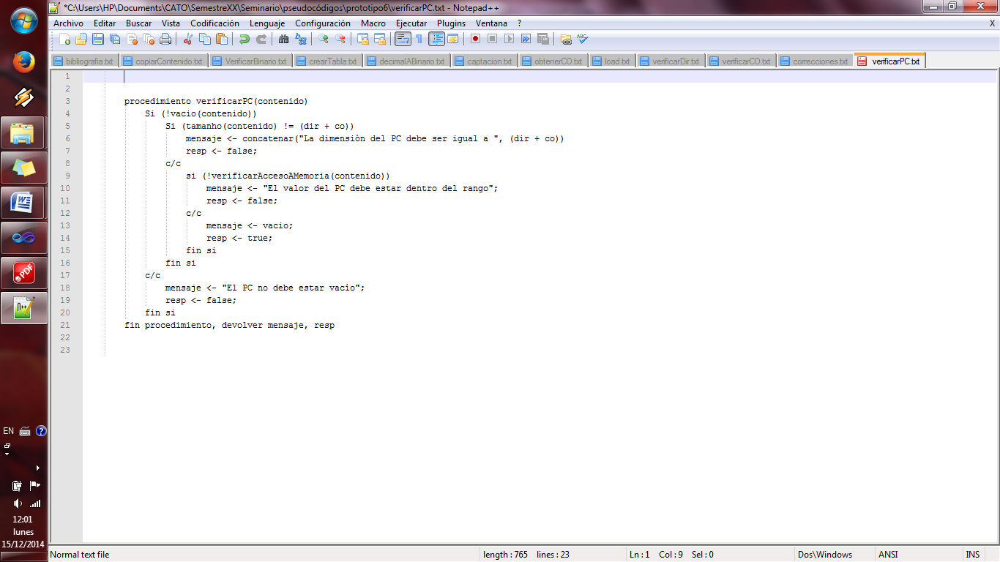 *C:\Users\HP\Documents\CATO\SemestreXX\Seminario\pseudocódigos\prototipo6\verificarPC.txt - Notepad++
Archivo Editar Buscar Vista Codificación Lenguaje Configuración Macro Ejecutar Plugins Ventana ? X
bibliografia.txt copiarContenido.txt VerificarBinario.txt crearTabla.txt decimalABinario.txt captacion.txt obtenerCO.txt load.txt verificarDir.txt verificarCO.txt correcciones.txt verificarPC.txt
1
2
3 procedimiento verificarPC(contenido)
4 Si (!vacio(contenido))
5 Si (tamanho(contenido) != (dir + co))
6 mensaje <- concatenar("La dimensión del PC debe ser igual a ", (dir + co))
7 resp <- false;
8 c/c
9 si (!verificarAccesoAMemoria(contenido))
10 mensaje <- "El valor del PC debe estar dentro del rango";
11 resp <- false;
12 c/c
13 mensaje <- vacio;
14 resp <- true;
15 fin si
16 fin si
17 c/c
18 mensaje <- "El PC no debe estar vacío";
19 resp <- false;
20 fin si
21 fin procedimiento, devolver mensaje, resp
22
23
EN
12:01
lunes
15/12/2014
Normal text file length : 765 lines : 23 Ln : 1 Col : 9 Sel : 0 Dos\Windows ANSI INS